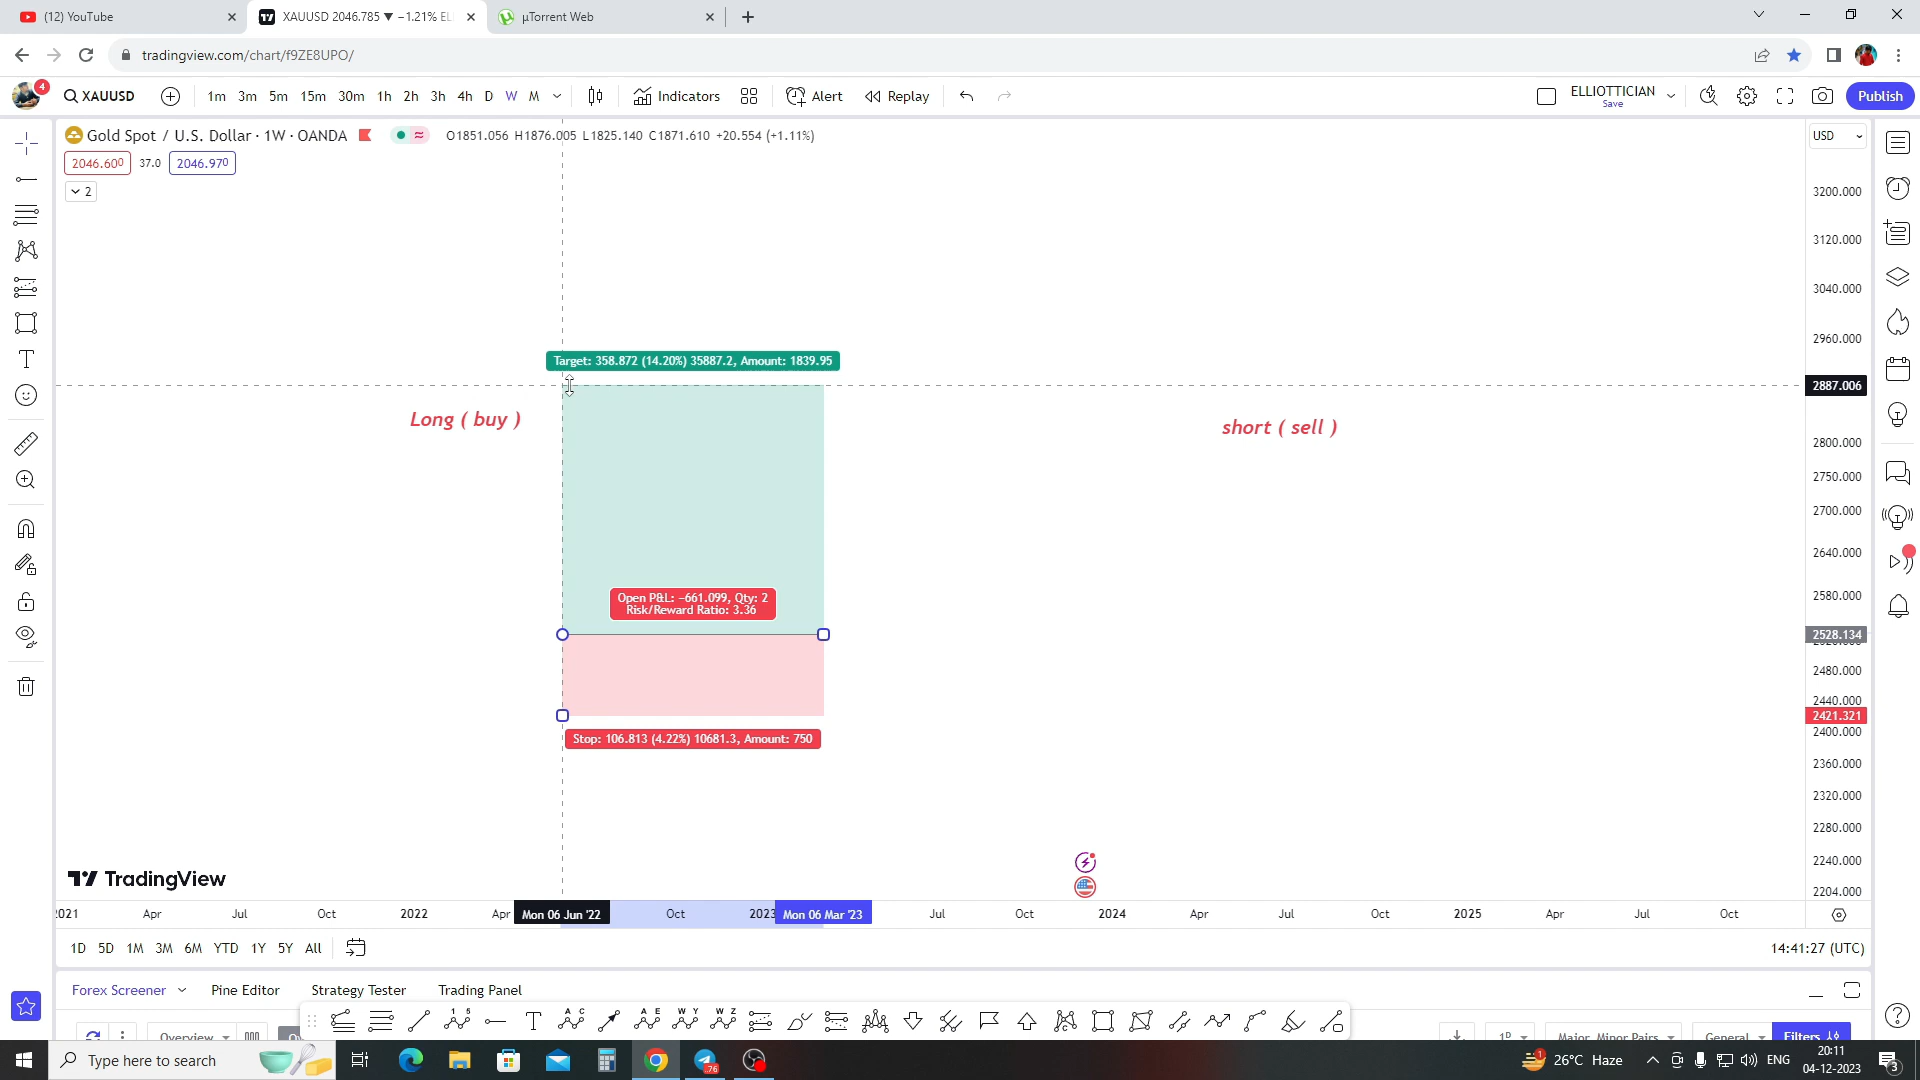 (12) YouTube
XAUUSD 2046.785 ▼ −1.21% EL
µTorrent Web
tradingview.com/chart/f9ZE8UPO/
4
XAUUSD
1m 3m 5m 15m 30m 1h 2h 3h 4h D W M
Indicators
Alert
Replay
ELLIOTTICIAN
Save
Publish
Gold Spot / U.S. Dollar · 1W · OANDA
O1851.056 H1876.005 L1825.140 C1871.610 +20.554 (+1.11%)
USD
2046.600 37.0 2046.970
2
3200.000
3120.000
3040.000
2960.000
Target: 358.872 (14.20%) 35887.2, Amount: 1839.95
2887.006
Long ( buy )
short ( sell )
2800.000
2750.000
2700.000
2640.000
2580.000
Open P&L: −661.099, Qty: 2
Risk/Reward Ratio: 3.36
2528.134
2480.000
2440.000
2421.321
2400.000
Stop: 106.813 (4.22%) 10681.3, Amount: 750
2360.000
2320.000
2280.000
2240.000
2204.000
TradingView
2021 Apr Jul Oct 2022 Apr Mon 06 Jun '22 Oct 2023 Mon 06 Mar '23 Jul Oct 2024 Apr Jul Oct 2025 Apr Jul Oct
1D 5D 1M 3M 6M YTD 1Y 5Y All
14:41:27 (UTC)
Forex Screener Pine Editor Strategy Tester Trading Panel
Overview
1D
Major, Minor Pairs
General
Filters
Type here to search
26°C Haze
ENG
20:11
04-12-2023